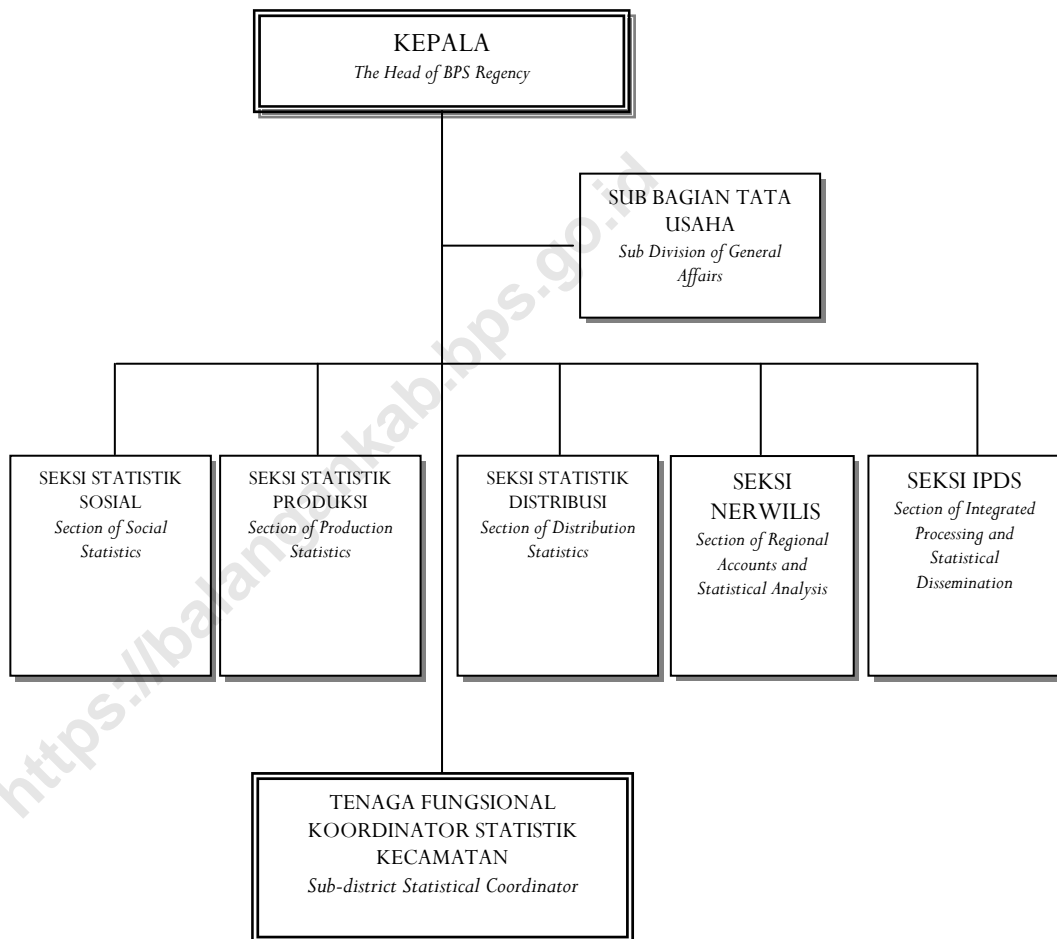 KEPALA
The Head of BPS Regency
SUB BAGIAN TATA
USAHA
Sub Division of General
Affairs
SEKSI STATISTIK
SOSIAL
Section of Social
Statistics
SEKSI STATISTIK
PRODUKSI
Section of Production
Statistics
SEKSI STATISTIK
DISTRIBUSI
Section of Distribution
Statistics
SEKSI
NERWILIS
Section of Regional
Accounts and
Statistical Analysis
SEKSI IPDS
Section of Integrated
Processing and
Statistical
Dissemination
TENAGA FUNGSIONAL
KOORDINATOR STATISTIK
KECAMATAN
Sub-district Statistical Coordinator
https://balangankab.bps.go.id